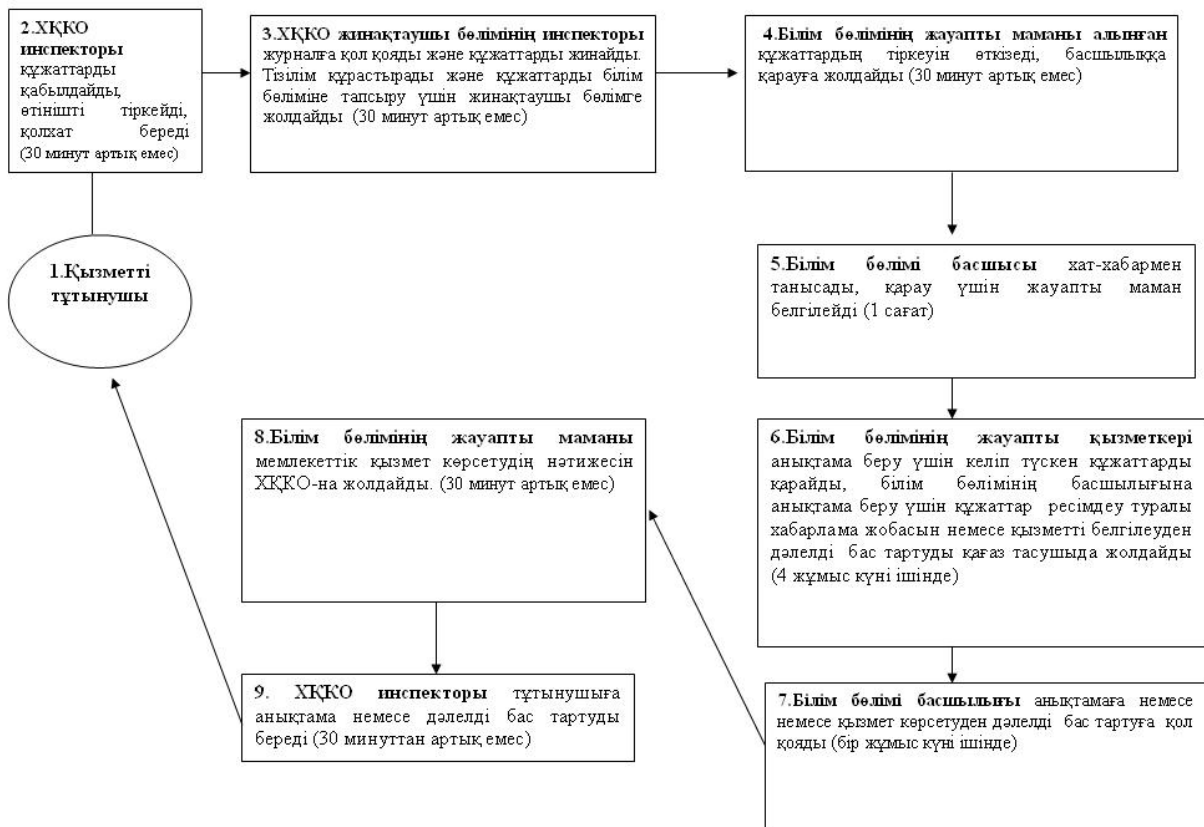 1.Қызметті
тұтынушы
2.ХҚКО
инспекторы
құжаттарды
қабылдайды,
өтінішті тіркейді,
қолхат береді
(30 минут артық емес)
3.ХҚКО жинақтаушы бөлімінің инспекторы
журналға қол қояды және құжаттарды жинайды.
Тізілім құрастырады және құжаттарды білім
бөліміне тапсыру үшін жинақтаушы бөлімге
жолдайды (30 минут артық емес)
4.Білім бөлімінің жауапты маманы алынған
құжаттардың тіркеуін өткізеді, басшылыққа
қарауға жолдайды (30 минут артық емес)
5.Білім бөлімі басшысы хат-хабармен
танысады, қарау үшін жауапты маман
белгілейді (1 сағат)
6.Білім бөлімінің жауапты қызметкері
анықтама беру үшін келіп түскен құжаттарды
қарайды, білім бөлімінің басшылығына
анықтама беру үшін құжаттар ресімдеу туралы
хабарлама жобасын немесе қызметті белгілеуден
дәлелді бас тартуды қағаз тасушыда жолдайды
(4 жұмыс күні ішінде)
7.Білім бөлімі басшылығы анықтамаға немесе
немесе қызмет көрсетуден дәлелді бас тартуға қол
қояды (бір жұмыс күні ішінде)
8.Білім бөлімінің жауапты маманы
мемлекеттік қызмет көрсетудің нәтижесін
ХҚКО-на жолдайды. (30 минут артық емес)
9. ХҚКО инспекторы тұтынушыға
анықтама немесе дәлелді бас тартуды
береді (30 минуттан артық емес)